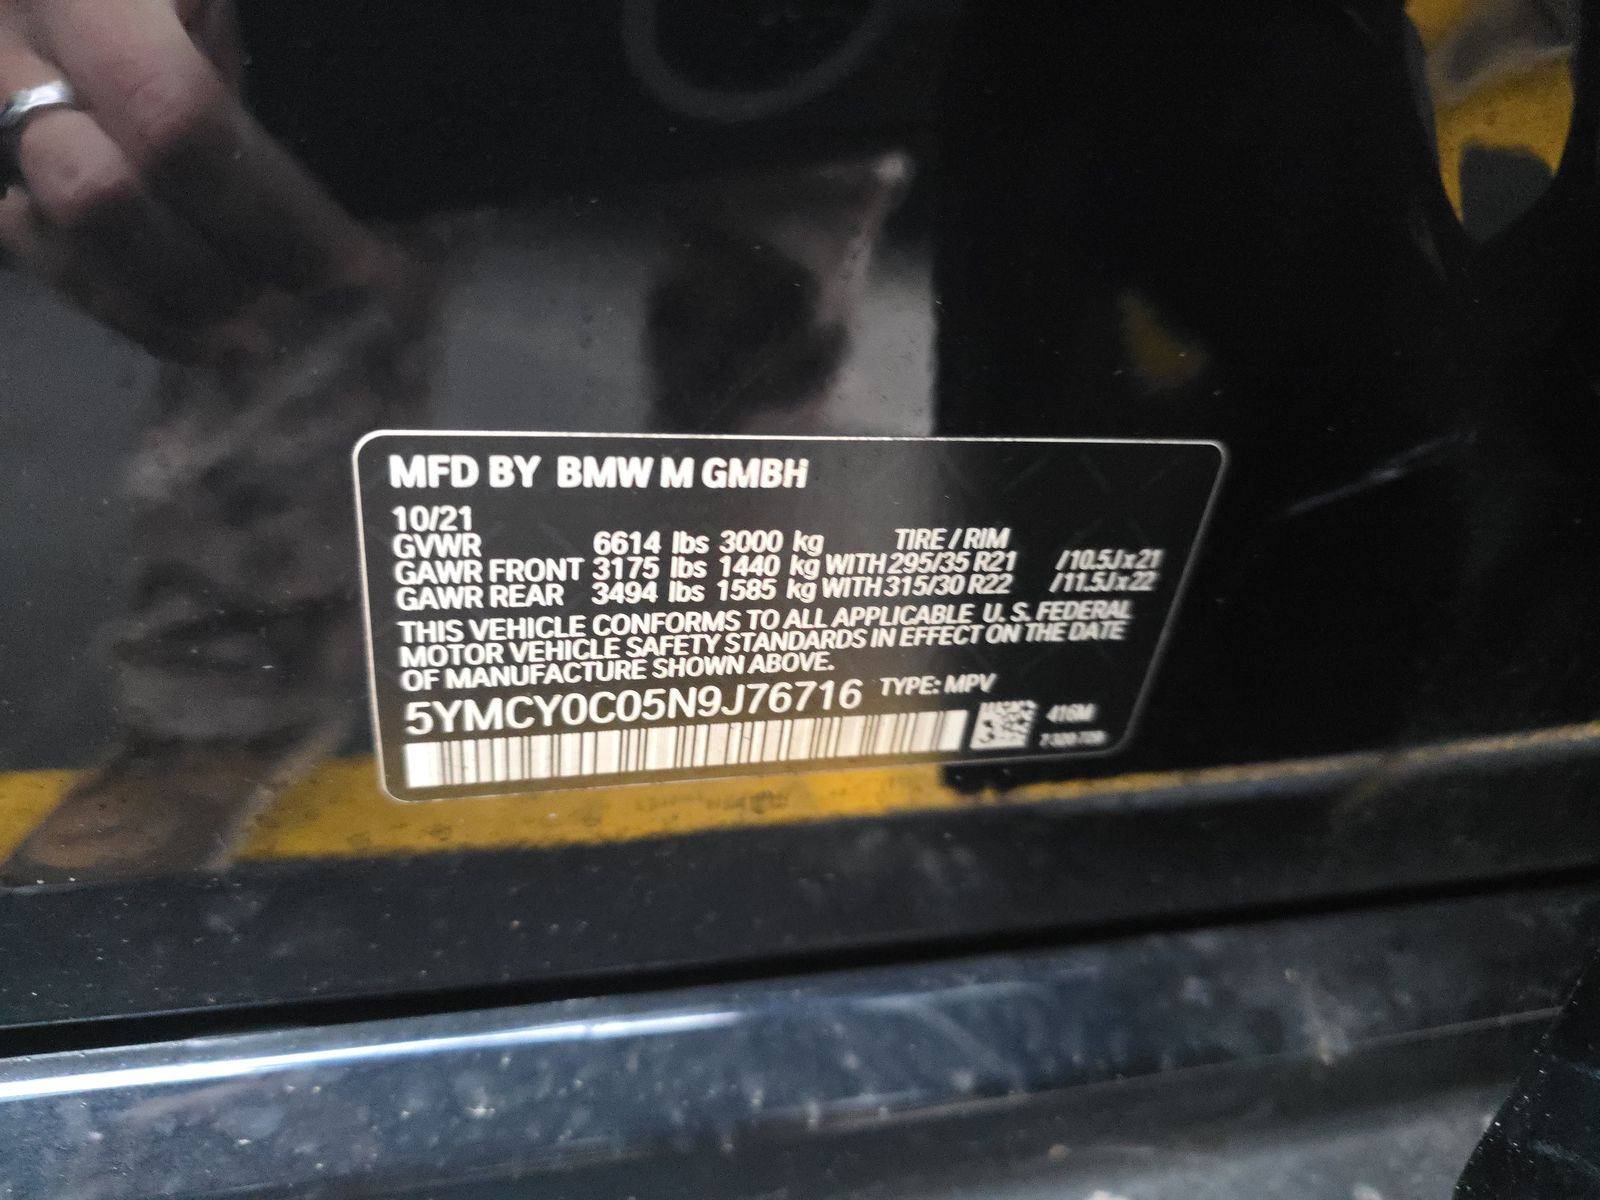 MFD BY BMW M GMBH
10/21
GVWR 6614 lbs 3000 kg TIRE / RIM
GAWR FRONT 3175 lbs 1440 kg WITH 295/35 R21 /10.5Jx21
GAWR REAR 3494 lbs 1585 kg WITH 315/30 R22 /11.5Jx22
THIS VEHICLE CONFORMS TO ALL APPLICABLE U. S. FEDERAL
MOTOR VEHICLE SAFETY STANDARDS IN EFFECT ON THE DATE
OF MANUFACTURE SHOWN ABOVE.
5YMCY0C05N9J76716 TYPE: MPV
416M